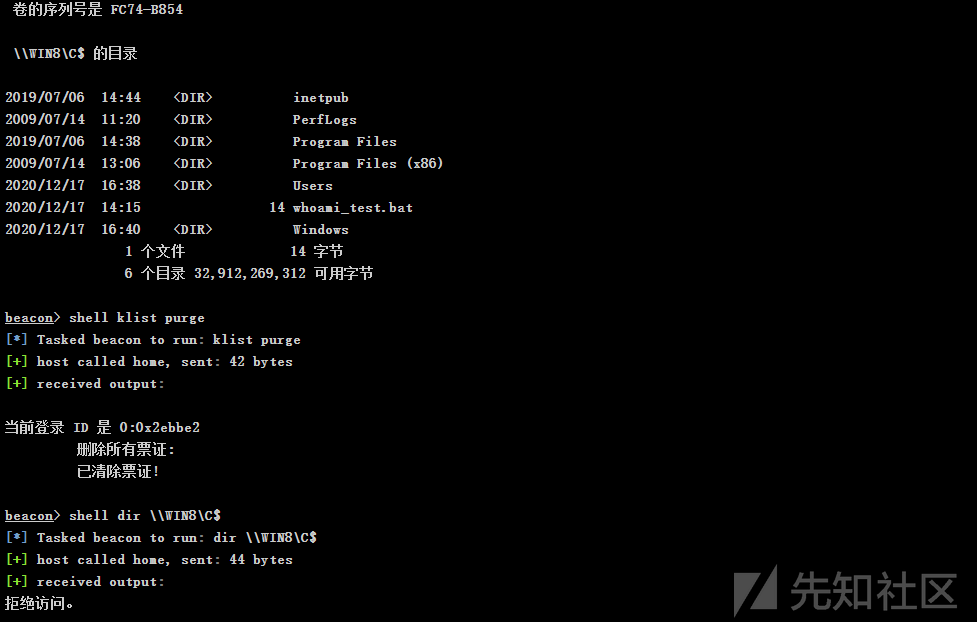 卷的序列号是 FC74-B854
\\WIN8\C$ 的目录
2019/07/06  14:44    <DIR>          inetpub
2009/07/14  11:20    <DIR>          PerfLogs
2019/07/06  14:38    <DIR>          Program Files
2009/07/14  13:06    <DIR>          Program Files (x86)
2020/12/17  16:38    <DIR>          Users
2020/12/17  14:15                14 whoami_test.bat
2020/12/17  16:40    <DIR>          Windows
1 个文件             14 字节
6 个目录 32,912,269,312 可用字节
beacon> shell klist purge
[*] Tasked beacon to run: klist purge
[+] host called home, sent: 42 bytes
[+] received output:
当前登录 ID 是 0:0x2ebbe2
删除所有票证:
已清除票证!
beacon> shell dir \\WIN8\C$
[*] Tasked beacon to run: dir \\WIN8\C$
[+] host called home, sent: 44 bytes
[+] received output:
拒绝访问。
先知社区